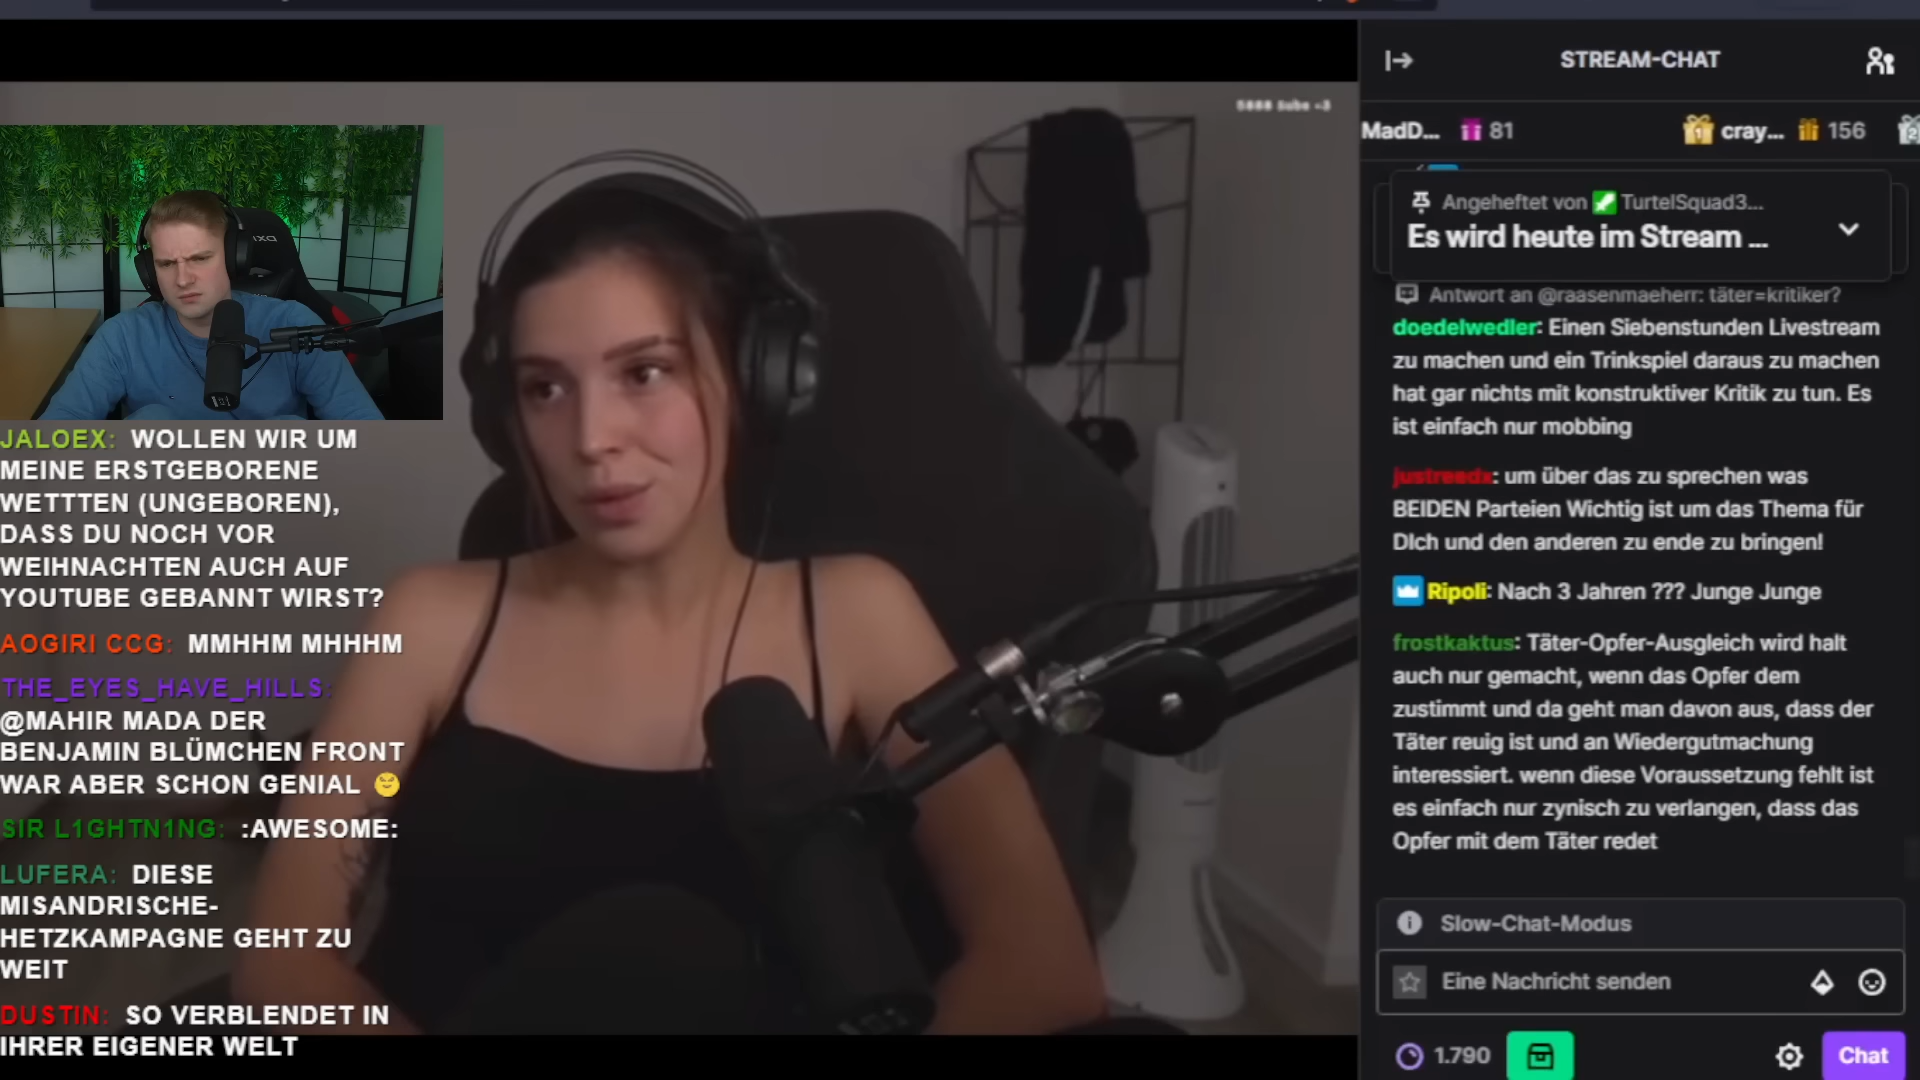 5888 Subs +3
JALOEX: WOLLEN WIR UM
MEINE ERSTGEBORENE
WETTTEN (UNGEBOREN),
DASS DU NOCH VOR
WEIHNACHTEN AUCH AUF
YOUTUBE GEBANNT WIRST?
AOGIRI CCG: MMHHM MHHHM
THE_EYES_HAVE_HILLS:
@MAHIR MADA DER
BENJAMIN BLÜMCHEN FRONT
WAR ABER SCHON GENIAL
SIR L1GHTN1NG: :AWESOME:
LUFERA: DIESE
MISANDRISCHE-
HETZKAMPAGNE GEHT ZU
WEIT
DUSTIN: SO VERBLENDET IN
IHRER EIGENER WELT
STREAM-CHAT
MadD... 81 cray... 156
Angeheftet von TurtelSquad3...
Es wird heute im Stream ...
Antwort an @raasenmaeherr: täter=kritiker?
doedelwedler: Einen Siebenstunden Livestream
zu machen und ein Trinkspiel daraus zu machen
hat gar nichts mit konstruktiver Kritik zu tun. Es
ist einfach nur mobbing
justreedx: um über das zu sprechen was
BEIDEN Parteien Wichtig ist um das Thema für
DIch und den anderen zu ende zu bringen!
Ripoli: Nach 3 Jahren ??? Junge Junge
frostkaktus: Täter-Opfer-Ausgleich wird halt
auch nur gemacht, wenn das Opfer dem
zustimmt und da geht man davon aus, dass der
Täter reuig ist und an Wiedergutmachung
interessiert. wenn diese Voraussetzung fehlt ist
es einfach nur zynisch zu verlangen, dass das
Opfer mit dem Täter redet
Slow-Chat-Modus
Eine Nachricht senden
1.790
Chat